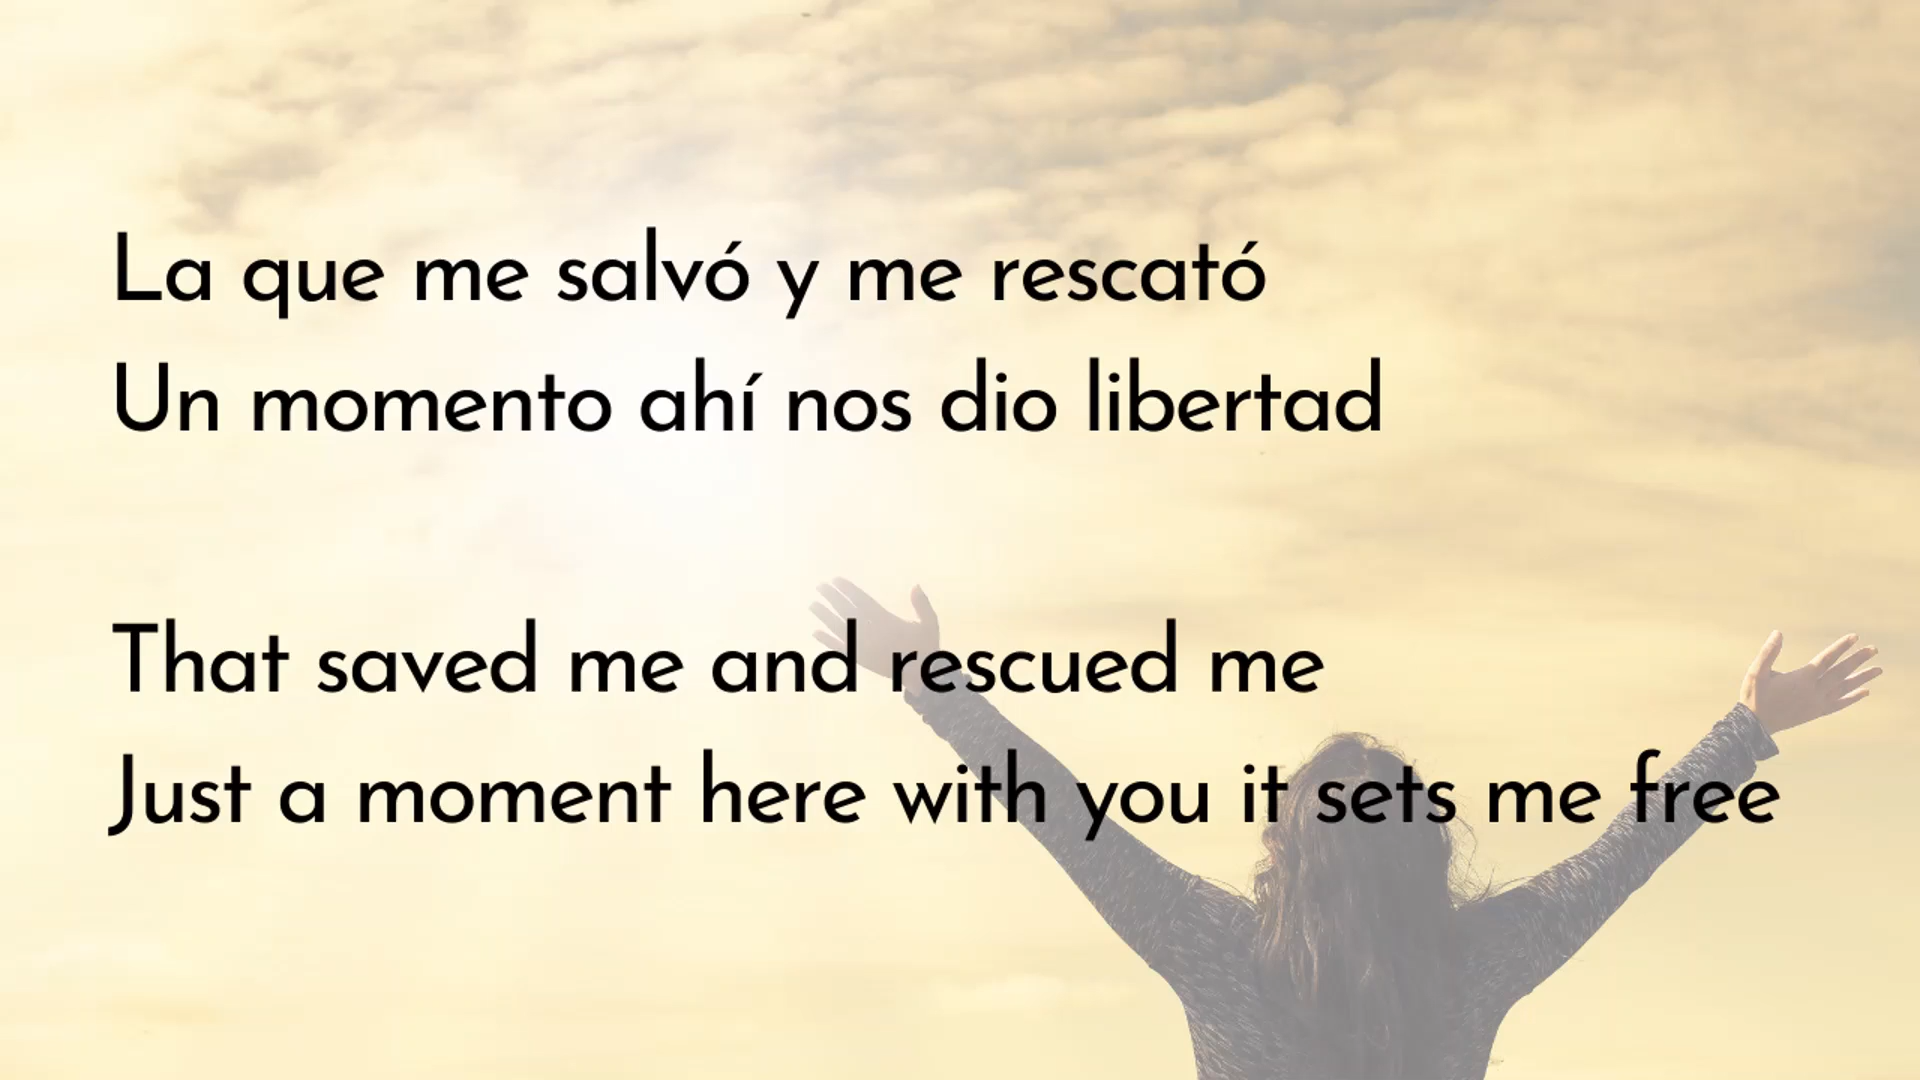 La que me salvó y me rescató
Un momento ahí nos dio libertad
That saved me and rescued me
Just a moment here with you it sets me free